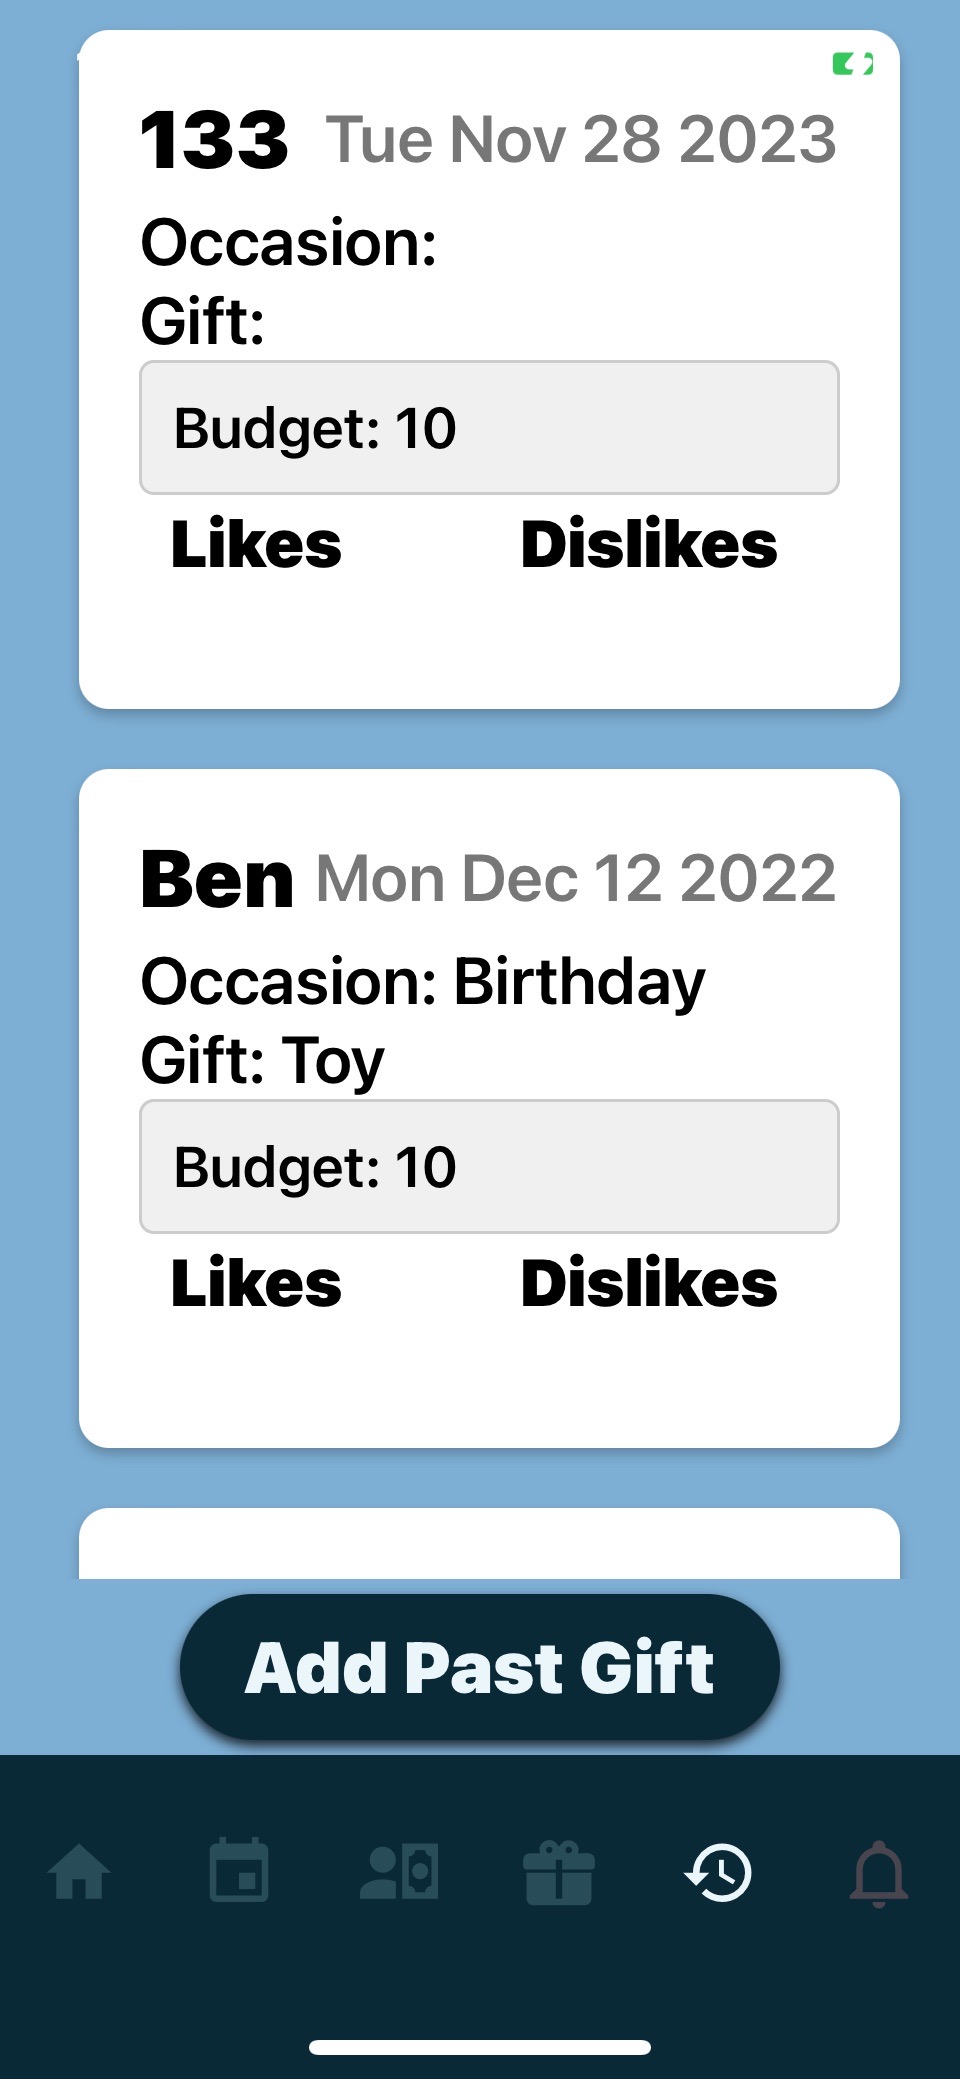 133 Tue Nov 28 2023
Occasion:
Gift:
Budget: 10
Likes Dislikes
Ben Mon Dec 12 2022
Occasion: Birthday
Gift: Toy
Budget: 10
Likes Dislikes
Add Past Gift